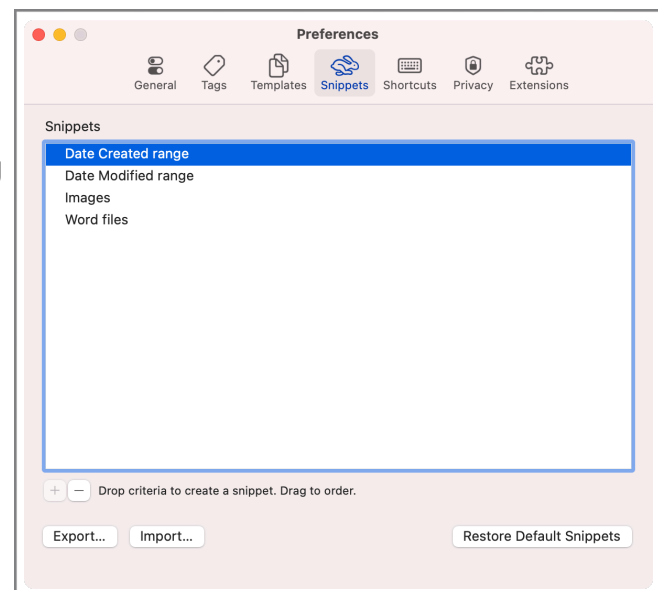 Preferences
General Tags Templates Snippets Shortcuts Privacy Extensions
Snippets
Date Created range
Date Modified range
Images
Word files
+ − Drop criteria to create a snippet. Drag to order.
Export... Import... Restore Default Snippets